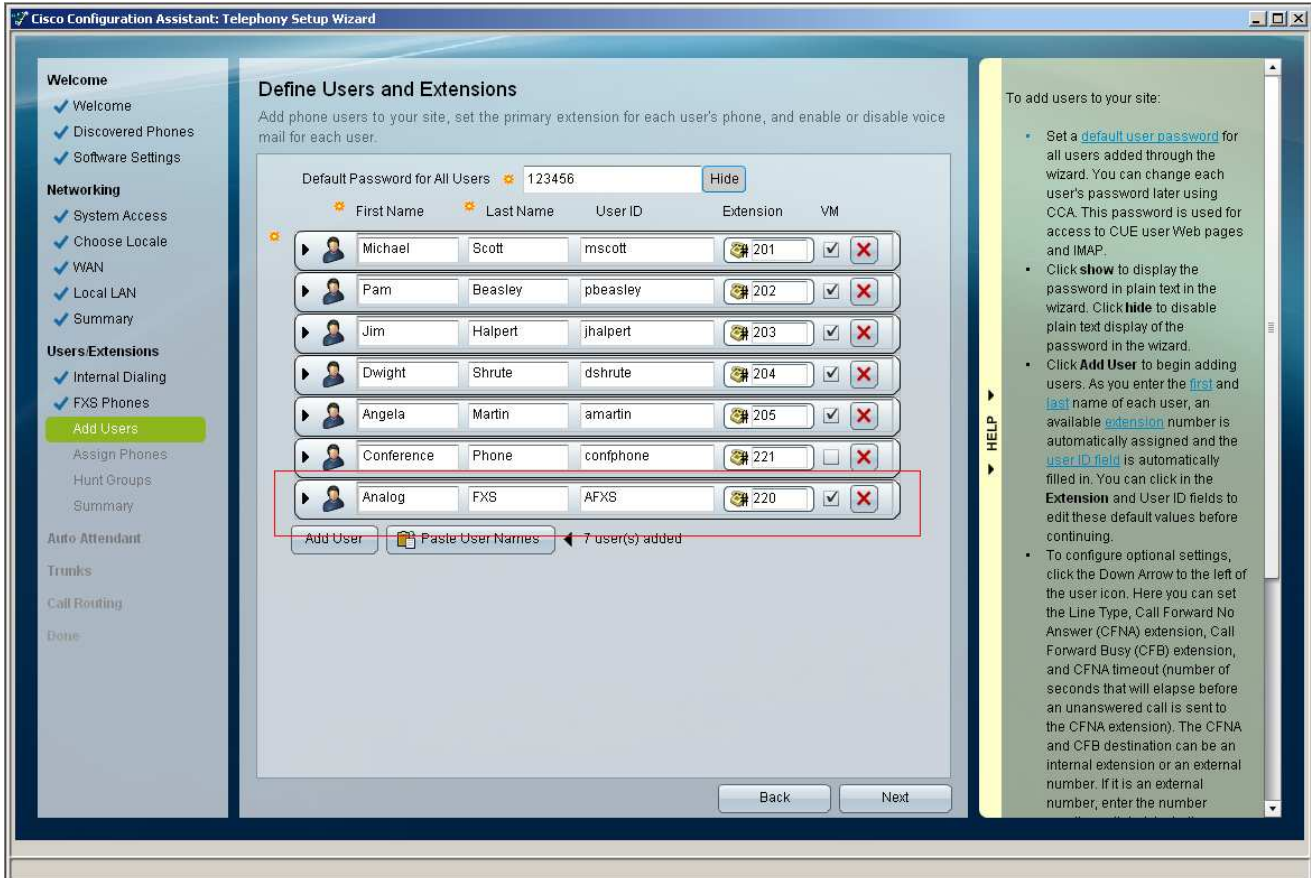 Cisco Configuration Assistant: Telephony Setup Wizard
Welcome
Welcome
Discovered Phones
Software Settings
Networking
System Access
Choose Locale
WAN
Local LAN
Summary
Users/Extensions
Internal Dialing
FXS Phones
Add Users
Assign Phones
Hunt Groups
Summary
Auto Attendant
Trunks
Call Routing
Done
Define Users and Extensions
Add phone users to your site, set the primary extension for each user's phone, and enable or disable voice
mail for each user.
Default Password for All Users 123456 Hide
First Name Last Name User ID Extension VM
Michael Scott mscott # 201
Pam Beasley pbeasley # 202
Jim Halpert jhalpert # 203
Dwight Shrute dshrute # 204
Angela Martin amartin # 205
Conference Phone confphone # 221
Analog FXS AFXS # 220
Add User Paste User Names 7 user(s) added
Back Next
HELP
To add users to your site:
• Set a default user password for
all users added through the
wizard. You can change each
user's password later using
CCA. This password is used for
access to CUE user Web pages
and IMAP.
• Click show to display the
password in plain text in the
wizard. Click hide to disable
plain text display of the
password in the wizard.
• Click Add User to begin adding
users. As you enter the first and
last name of each user, an
available extension number is
automatically assigned and the
user ID field is automatically
filled in. You can click in the
Extension and User ID fields to
edit these default values before
continuing.
• To configure optional settings,
click the Down Arrow to the left of
the user icon. Here you can set
the Line Type, Call Forward No
Answer (CFNA) extension, Call
Forward Busy (CFB) extension,
and CFNA timeout (number of
seconds that will elapse before
an unanswered call is sent to
the CFNA extension). The CFNA
and CFB destination can be an
internal extension or an external
number. If it is an external
number, enter the number